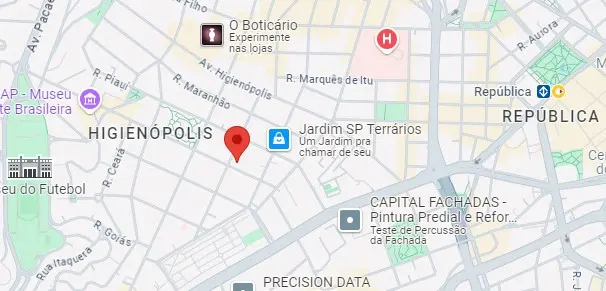 Av. Pacae
O Boticário
Experimente
nas lojas
H
R. Aurora
Av. Higienópolis
R. Piauí
R. Marquês de Itu
AP - Museu
te Brasileira
R. Maranhão
República
REPÚBLICA
HIGIENÓPOLIS
Jardim SP Terrários
Um Jardim pra
chamar de seu
R. Ceará
eu do Futebol
CAPITAL FACHADAS -
Pintura Predial e Refor...
Teste de Percussão
da Fachada
R. Goiás
Rua Itaquera
PRECISION DATA